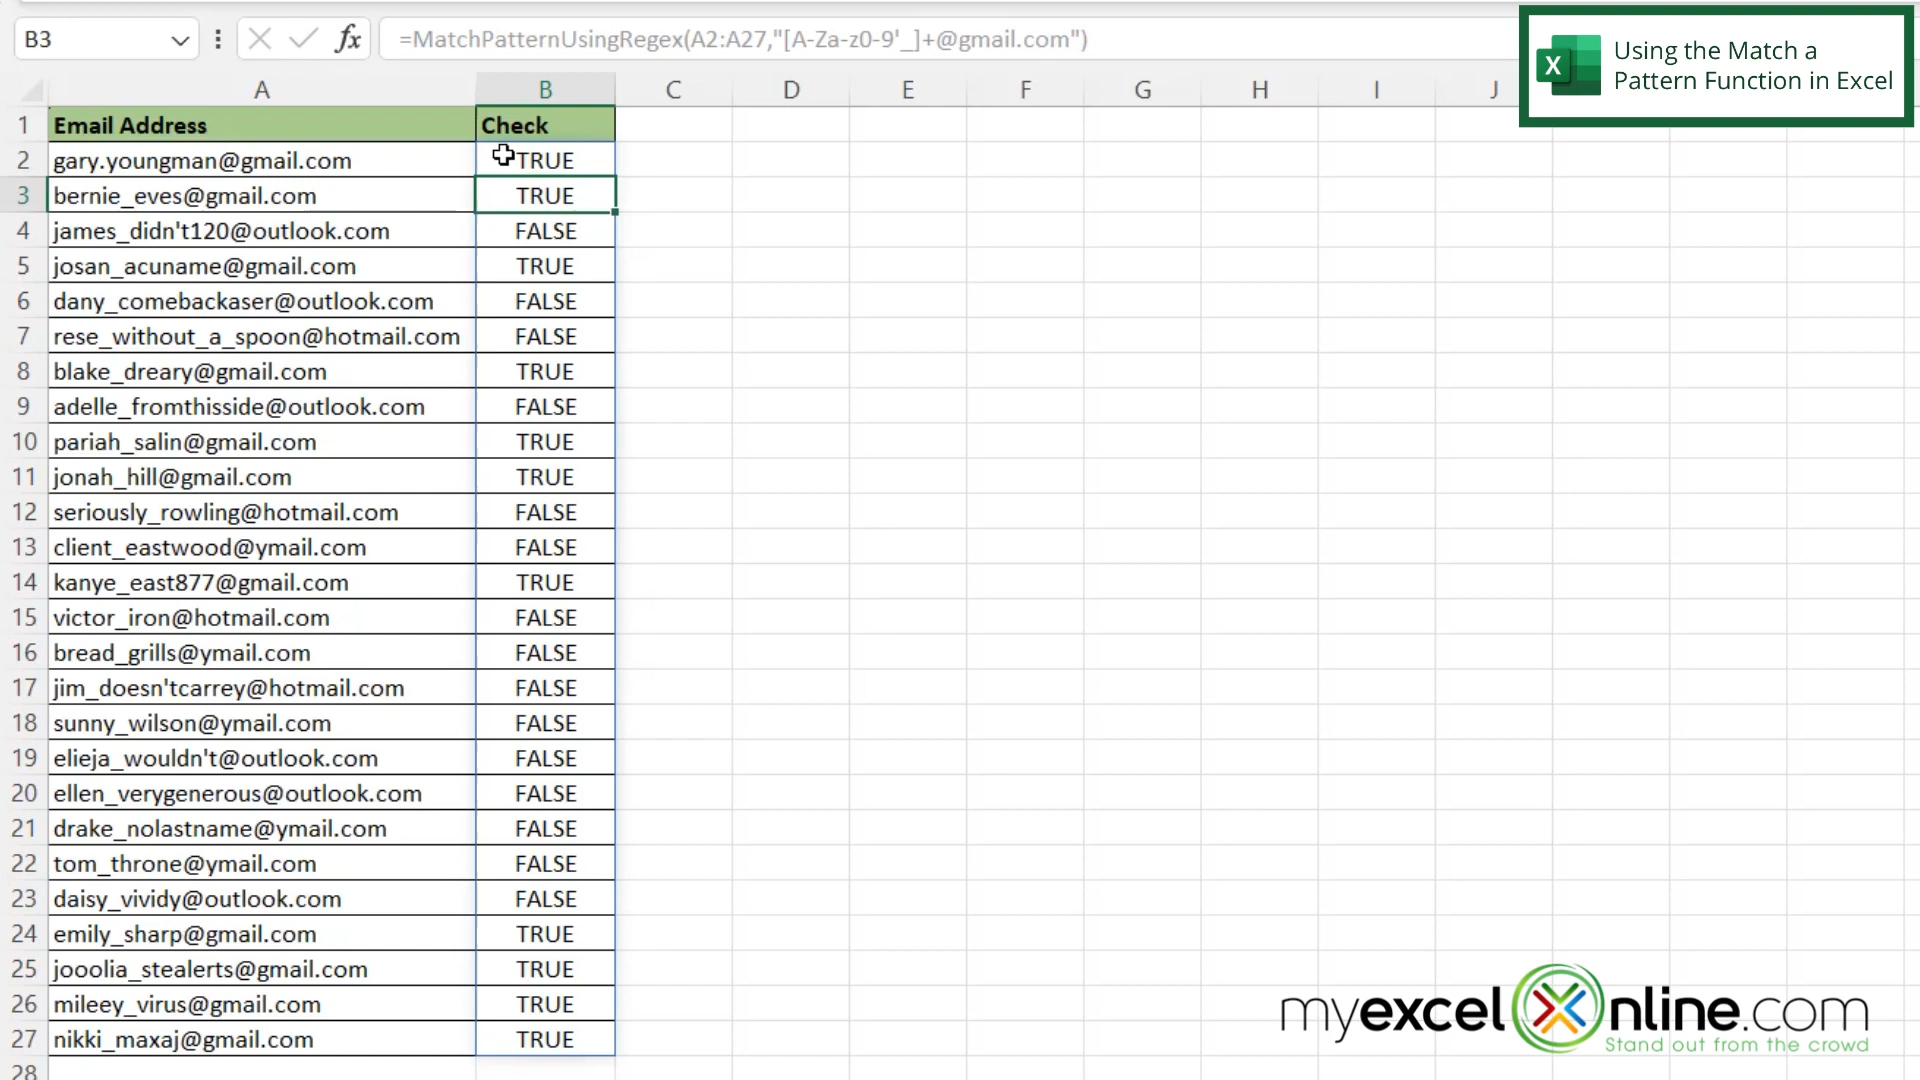 B3 fx =MatchPatternUsingRegex(A2:A27,"[A-Za-z0-9'_]+@gmail.com")
Using the Match a
Pattern Function in Excel
A B C D E F G H I J
1 Email Address Check
2 gary.youngman@gmail.com TRUE
3 bernie_eves@gmail.com TRUE
4 james_didn't120@outlook.com FALSE
5 josan_acuname@gmail.com TRUE
6 dany_comebackaser@outlook.com FALSE
7 rese_without_a_spoon@hotmail.com FALSE
8 blake_dreary@gmail.com TRUE
9 adelle_fromthisside@outlook.com FALSE
10 pariah_salin@gmail.com TRUE
11 jonah_hill@gmail.com TRUE
12 seriously_rowling@hotmail.com FALSE
13 client_eastwood@ymail.com FALSE
14 kanye_east877@gmail.com TRUE
15 victor_iron@hotmail.com FALSE
16 bread_grills@ymail.com FALSE
17 jim_doesn'tcarrey@hotmail.com FALSE
18 sunny_wilson@ymail.com FALSE
19 elieja_wouldn't@outlook.com FALSE
20 ellen_verygenerous@outlook.com FALSE
21 drake_nolastname@ymail.com FALSE
22 tom_throne@ymail.com FALSE
23 daisy_vividy@outlook.com FALSE
24 emily_sharp@gmail.com TRUE
25 jooolia_stealerts@gmail.com TRUE
26 mileey_virus@gmail.com TRUE
27 nikki_maxaj@gmail.com TRUE
28
myexcelOnline.com
Stand out from the crowd